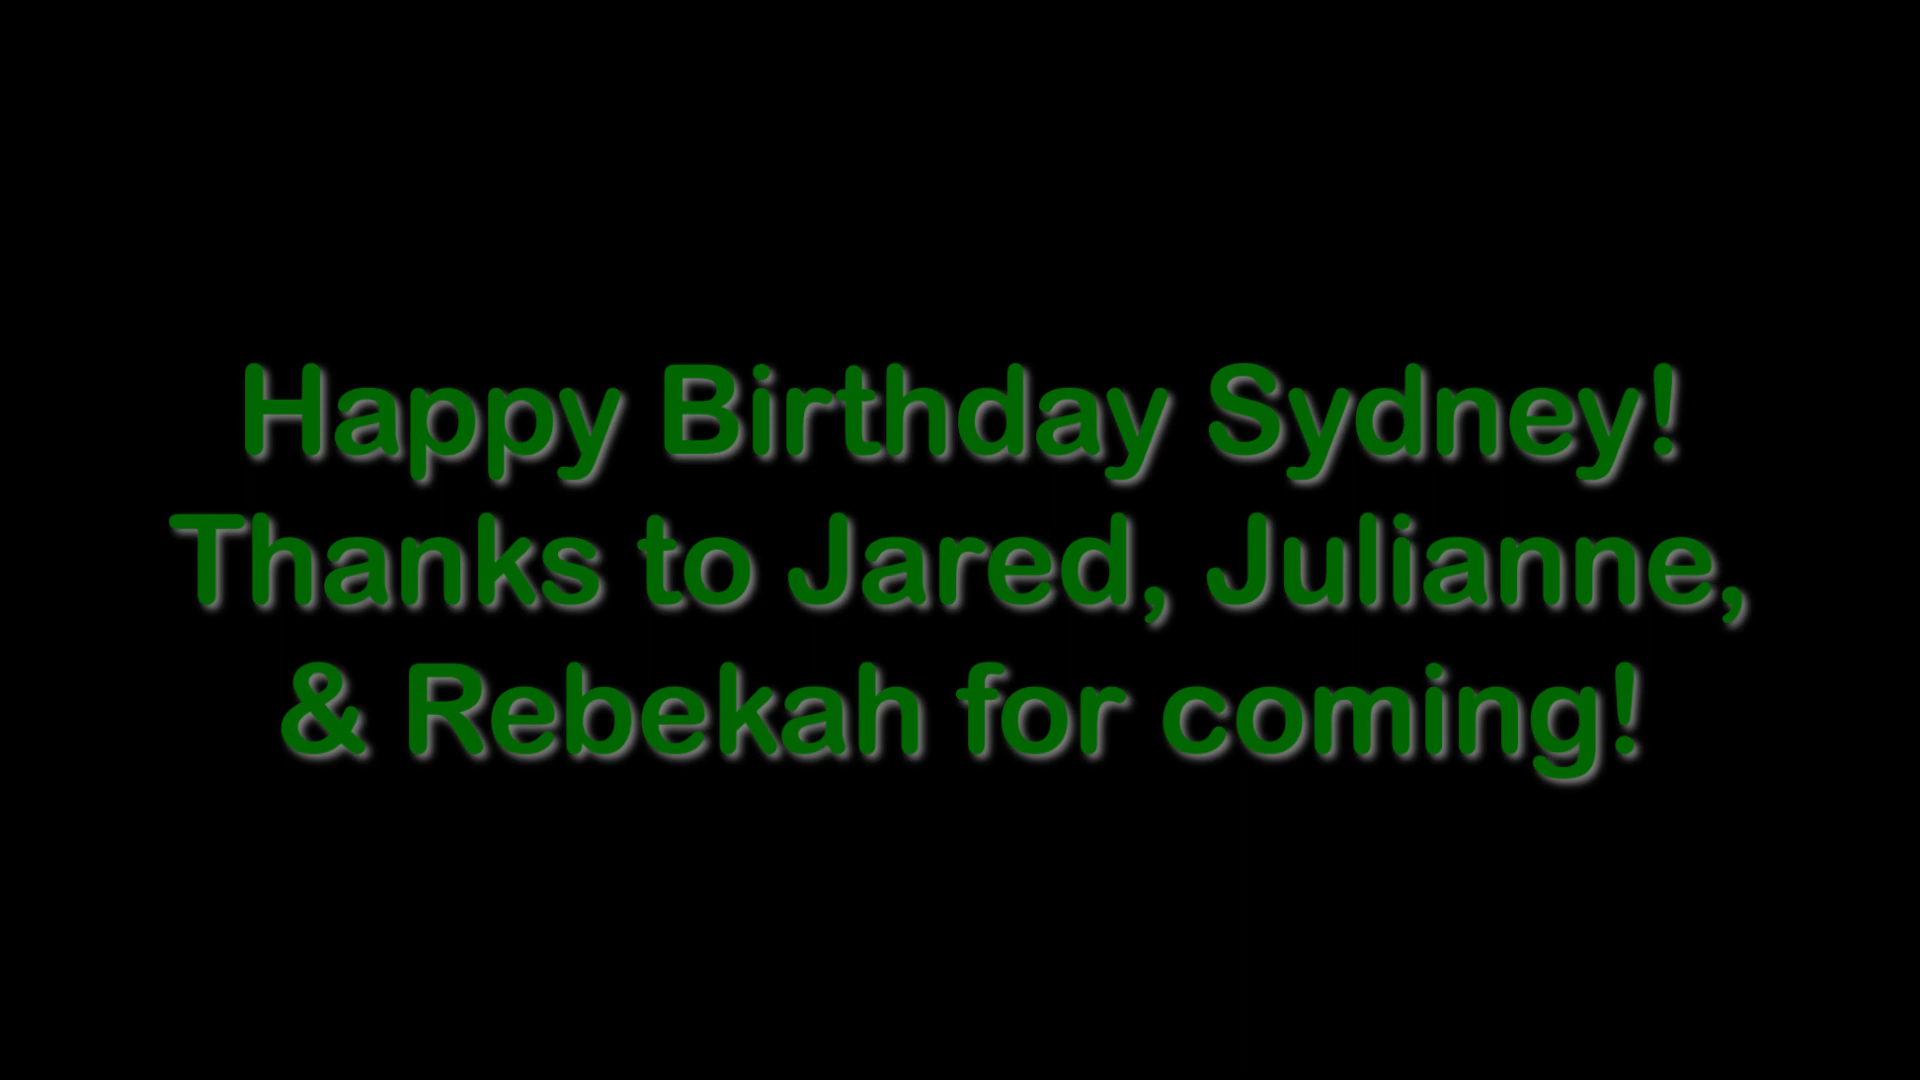 Happy Birthday Sydney!
Thanks to Jared, Julianne,
& Rebekah for coming!